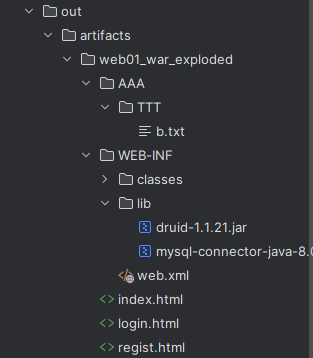 out
artifacts
web01_war_exploded
AAA
TTT
b.txt
WEB-INF
classes
lib
druid-1.1.21.jar
mysql-connector-java-8.0
web.xml
index.html
login.html
regist.html